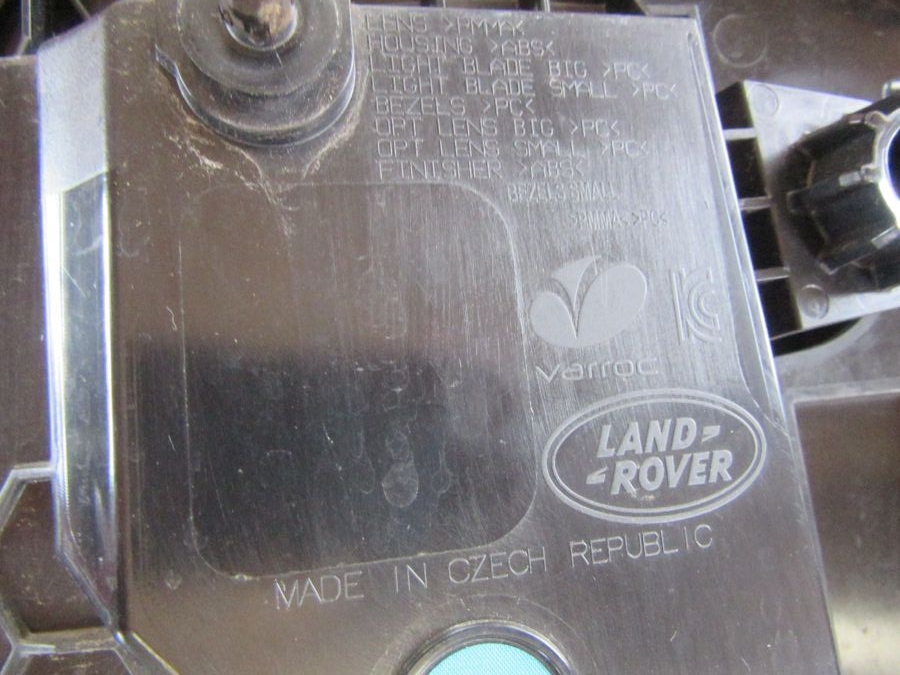 LENS >PMMA<
HOUSING >ABS<
LIGHT BLADE BIG >PC<
LIGHT BLADE SMALL >PC<
BEZELS >PC<
OPT LENS BIG >PC<
OPT LENS SMALL >PC<
FINISHER >ABS<
BEZELS SMALL
>PMMA<>PC<
varroc
LAND
ROVER
MADE IN CZECH REPUBLIC